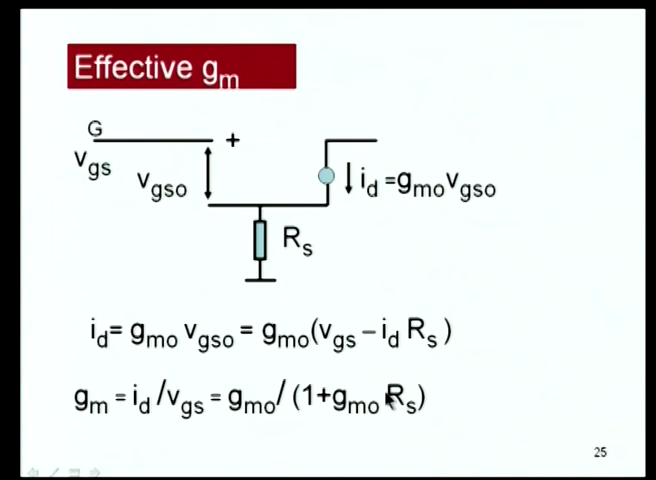 Effective gm
G
+
vgs
vgso
id =gmovgso
Rs
id= gmo vgso = gmo(vgs – id Rs )
gm = id /vgs = gmo/ (1+gmo Rs)
25